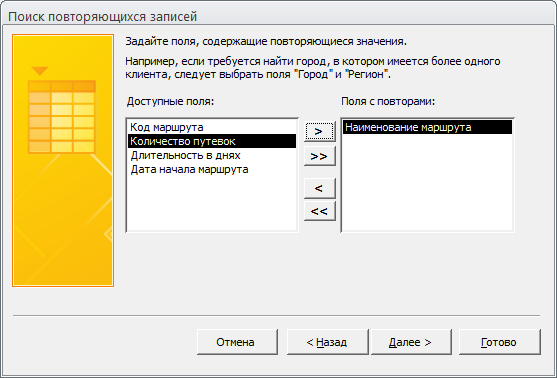 Поиск повторяющихся записей
Задайте поля, содержащие повторяющиеся значения.
Например, если требуется найти город, в котором имеется более одного
клиента, следует выбрать поля "Город" и "Регион".
Доступные поля:
Код маршрута
Количество путевок
Длительность в днях
Дата начала маршрута
>
>>
<
<<
Поля с повторами:
Наименование маршрута
Отмена
< Назад
Далее >
Готово